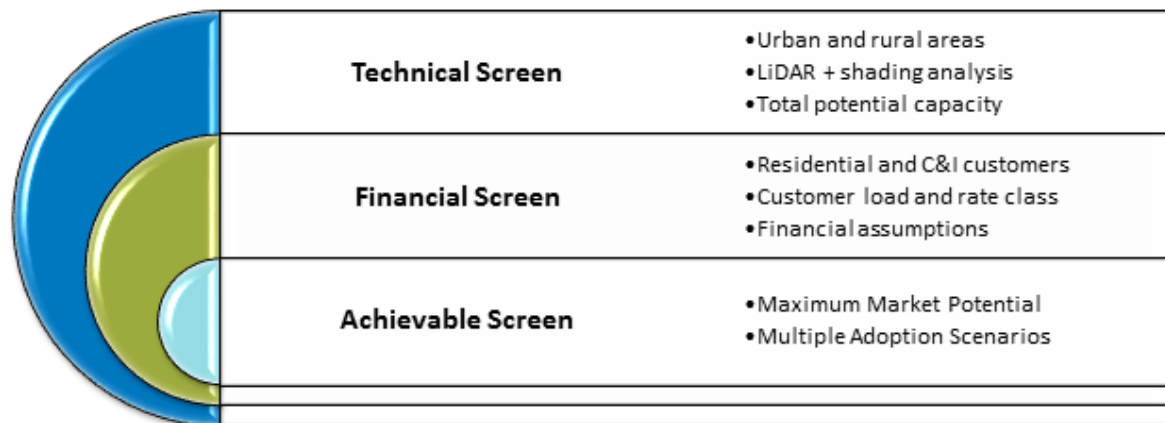 Technical Screen
•Urban and rural areas
•LiDAR + shading analysis
•Total potential capacity
Financial Screen
•Residential and C&I customers
•Customer load and rate class
•Financial assumptions
Achievable Screen
•Maximum Market Potential
•Multiple Adoption Scenarios